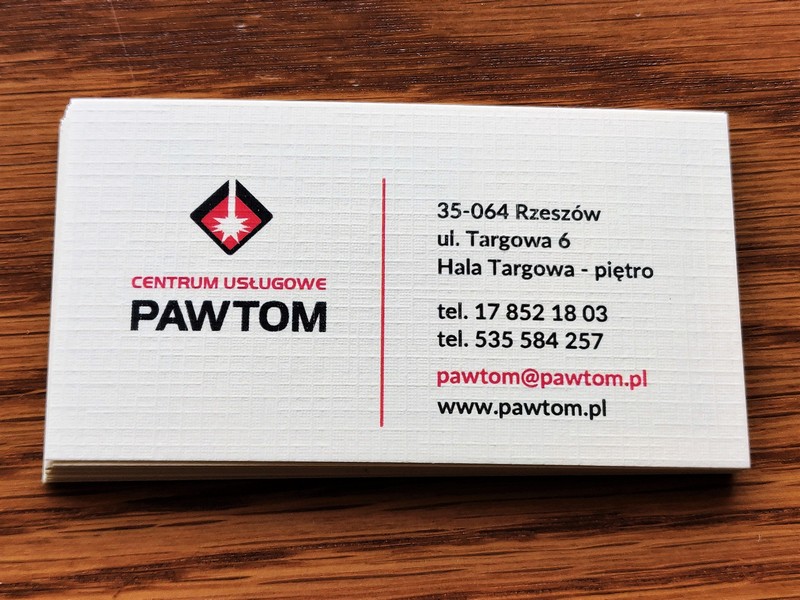 CENTRUM USŁUGOWE
PAWTOM
35-064 Rzeszów
ul. Targowa 6
Hala Targowa - piętro
tel. 17 852 18 03
tel. 535 584 257
pawtom@pawtom.pl
www.pawtom.pl